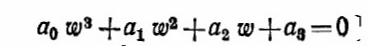 a₀ w³ + a₁ w² + a₂ w + a₃ = 0